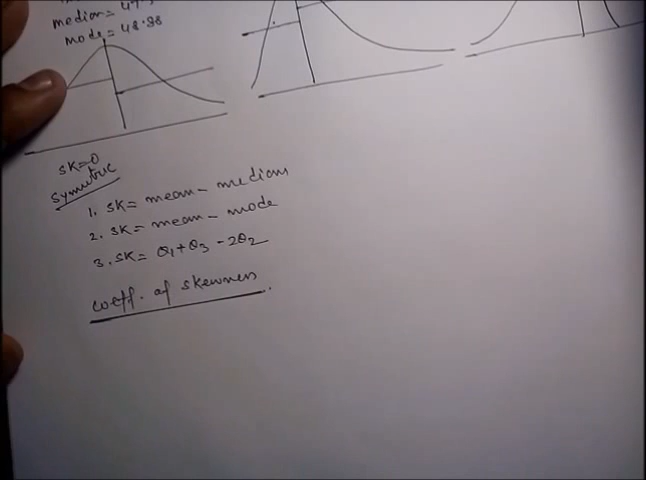 median = 47.
mode = 48.88
SK=0
Symmetric
1. SK= mean - median
2. SK= mean - mode
3. SK= Q1+Q3 - 2Q2
coeff. of skewness.